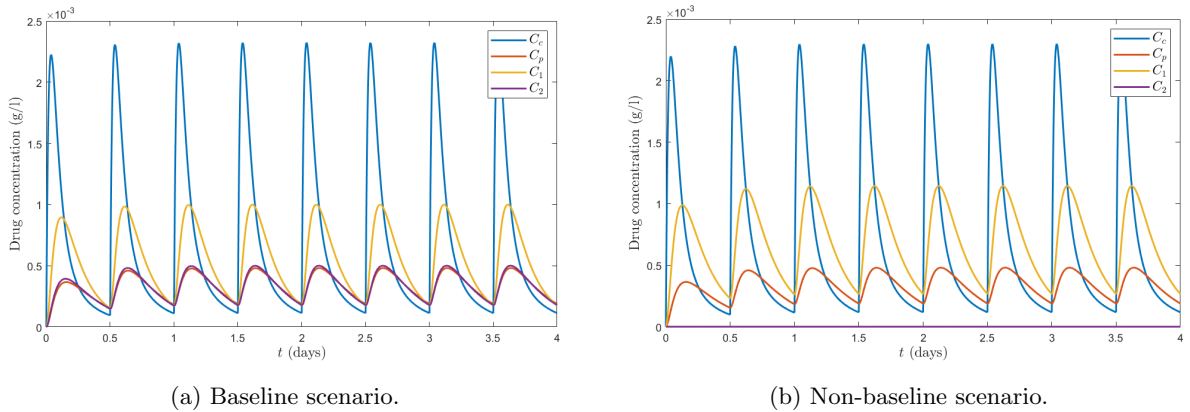 ×10⁻³
2.5
2
1.5
1
0.5
0
Drug concentration (g/l)
C_c
C_p
C_1
C_2
0 0.5 1 1.5 2 2.5 3 3.5 4
t (days)
(a) Baseline scenario.
×10⁻³
2.5
2
1.5
1
0.5
0
Drug concentration (g/l)
C_c
C_p
C_1
C_2
0 0.5 1 1.5 2 2.5 3 3.5 4
t (days)
(b) Non-baseline scenario.